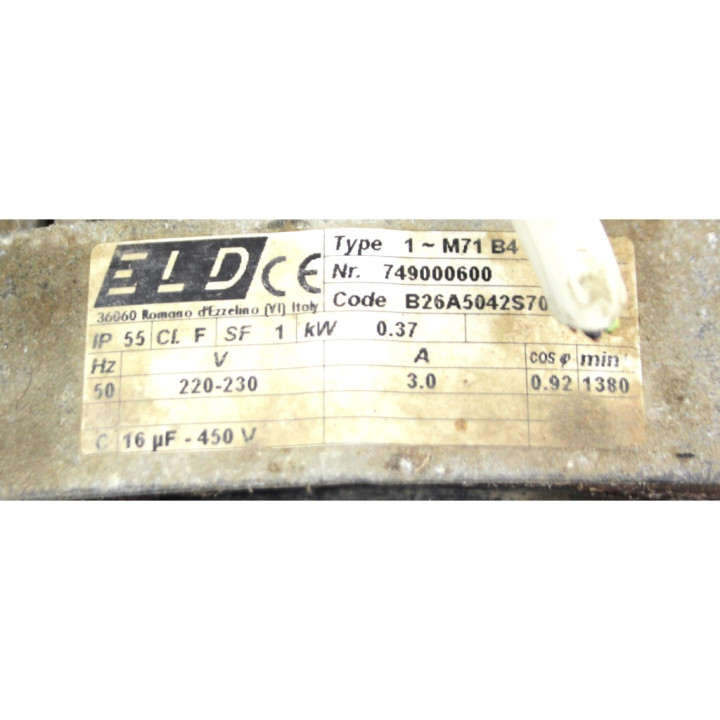 ELD CE
36060 Romano d'Ezzelino (VI) Italy
Type 1 ~ M71 B4
Nr. 749000600
Code B26A5042S70
IP 55 Cl. F SF 1 kW 0.37
Hz V A cos φ min
50 220-230 3.0 0.92 1380
C 16 µF - 450 V